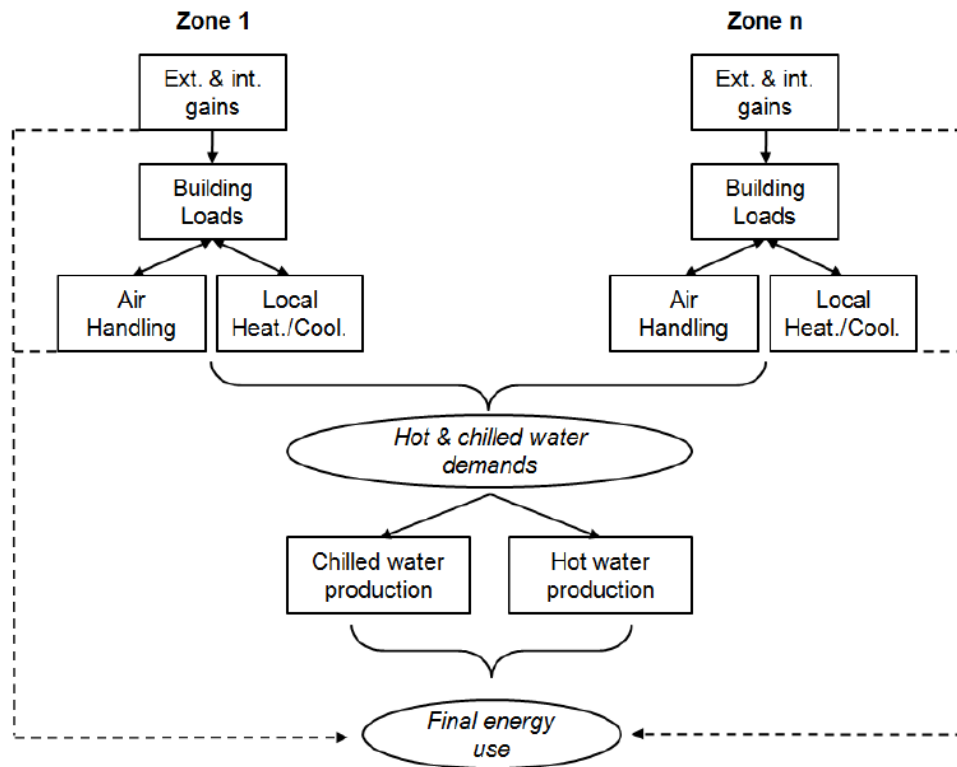 Zone 1
Zone n
Ext. & int.
gains
Ext. & int.
gains
Building
Loads
Building
Loads
Air
Handling
Local
Heat./Cool.
Air
Handling
Local
Heat./Cool.
Hot & chilled water
demands
Chilled water
production
Hot water
production
Final energy
use